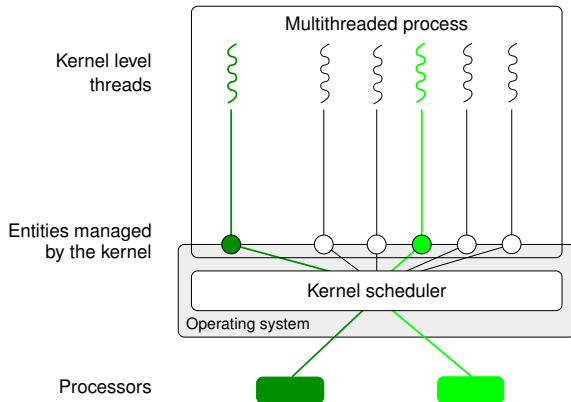 Multithreaded process
Kernel level
threads
Entities managed
by the kernel
Kernel scheduler
Operating system
Processors